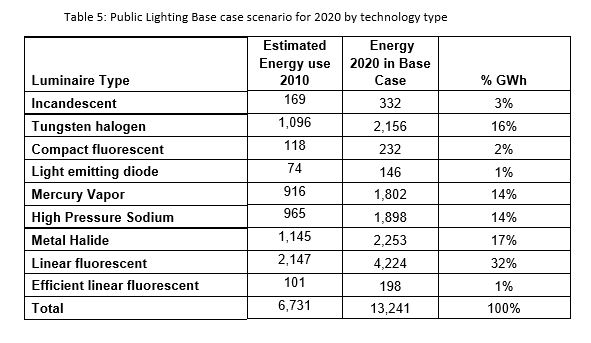 Table 5: Public Lighting Base case scenario for 2020 by technology type
Luminaire Type Estimated Energy use 2010 Energy 2020 in Base Case % GWh
Incandescent 169 332 3%
Tungsten halogen 1,096 2,156 16%
Compact fluorescent 118 232 2%
Light emitting diode 74 146 1%
Mercury Vapor 916 1,802 14%
High Pressure Sodium 965 1,898 14%
Metal Halide 1,145 2,253 17%
Linear fluorescent 2,147 4,224 32%
Efficient linear fluorescent 101 198 1%
Total 6,731 13,241 100%